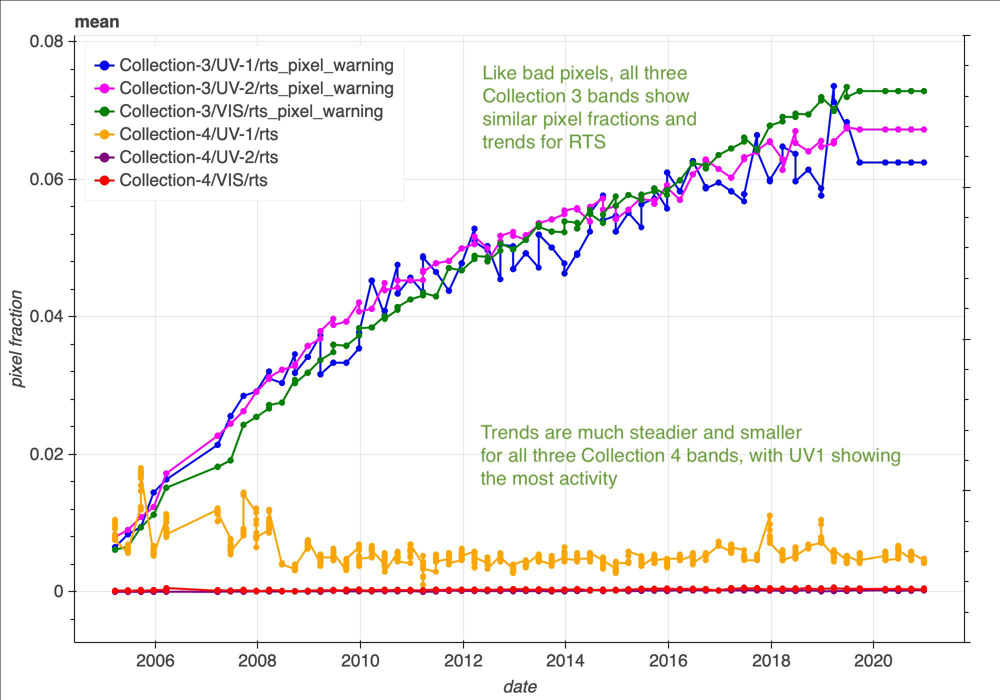 mean
0.08
0.06
0.04
0.02
0
pixel fraction
Collection-3/UV-1/rts_pixel_warning
Collection-3/UV-2/rts_pixel_warning
Collection-3/VIS/rts_pixel_warning
Collection-4/UV-1/rts
Collection-4/UV-2/rts
Collection-4/VIS/rts
Like bad pixels, all three
Collection 3 bands show
similar pixel fractions and
trends for RTS
Trends are much steadier and smaller
for all three Collection 4 bands, with UV1 showing
the most activity
2006 2008 2010 2012 2014 2016 2018 2020
date